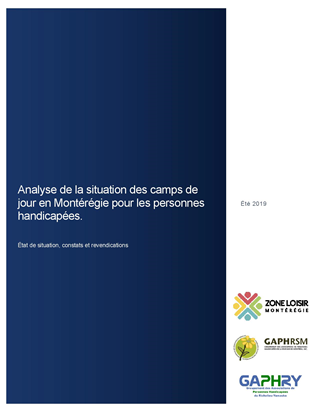 Analyse de la situation des camps de
jour en Montérégie pour les personnes
handicapées.
État de situation, constats et revendications
Été 2019
ZONE LOISIR
MONTÉRÉGIE
GAPHRSM
GAPHRY